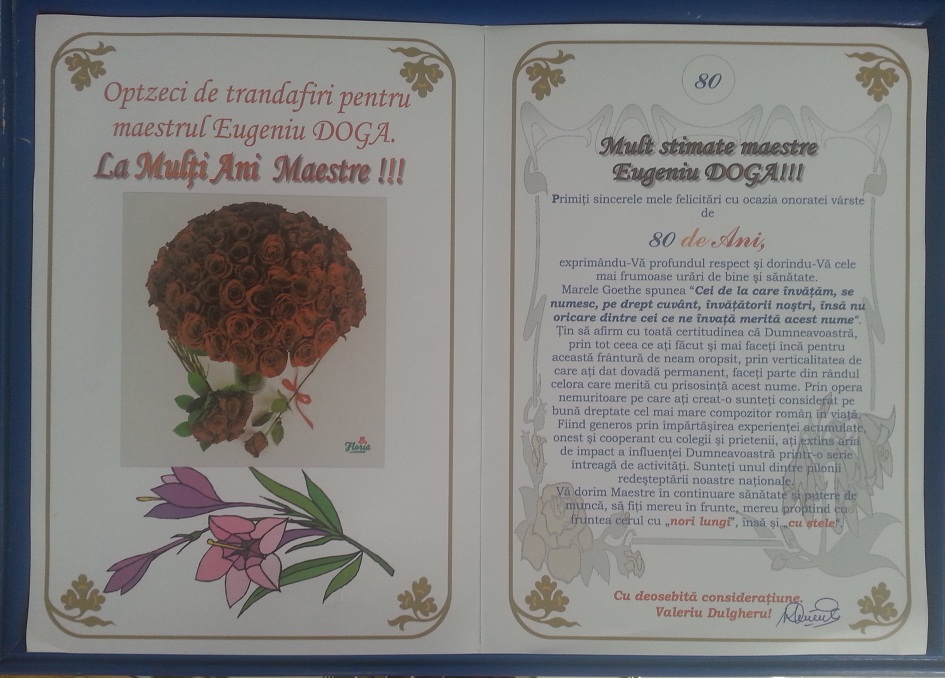 Optzeci de trandafiri pentru
maestrul Eugeniu DOGA.
La Mulți Ani Maestre !!!
Floria
80
Mult stimate maestre
Eugeniu DOGA!!!
Primiți sincerele mele felicitări cu ocazia onoratei vârste
de
80 de Ani,
exprimându-Vă profundul respect și dorindu-Vă cele
mai frumoase urări de bine și sănătate.
Marele Goethe spunea “Cei de la care învățăm, se
numesc, pe drept cuvânt, învățătorii noștri, însă nu
oricare dintre cei ce ne învață merită acest nume”.
Țin să afirm cu toată certitudinea că Dumneavoastră,
prin tot ceea ce ați făcut și mai faceți încă pentru
această frântură de neam oropsit, prin verticalitatea de
care ați dat dovadă permanent, faceți parte din rândul
celora care merită cu prisosință acest nume. Prin opera
nemuritoare pe care ați creat-o sunteți considerat pe
bună dreptate cel mai mare compozitor român în viață.
Fiind generos prin împărtășirea experienței acumulate,
onest și cooperant cu colegii și prietenii, ați extins aria
de impact a influenței Dumneavoastră printr-o serie
întreagă de activități. Sunteți unul dintre pilonii
redeșteptării noastre naționale.
Vă dorim Maestre în continuare sănătate și putere de
muncă, să fiți mereu în frunte, mereu proptind cu
fruntea cerul cu „nori lungi”, însă și „cu stele”.
Cu deosebită considerațiune,
Valeriu Dulgheru!